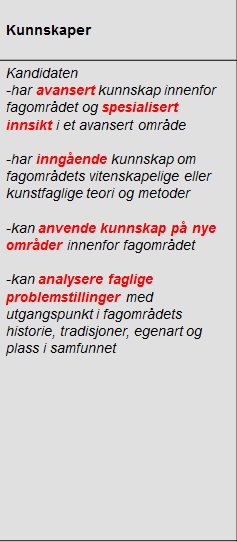 Kunnskaper
Kandidaten
-har avansert kunnskap innenfor
fagområdet og spesialisert
innsikt i et avansert område
-har inngående kunnskap om
fagområdets vitenskapelige eller
kunstfaglige teori og metoder
-kan anvende kunnskap på nye
områder innenfor fagområdet
-kan analysere faglige
problemstillinger med
utgangspunkt i fagområdets
historie, tradisjoner, egenart og
plass i samfunnet